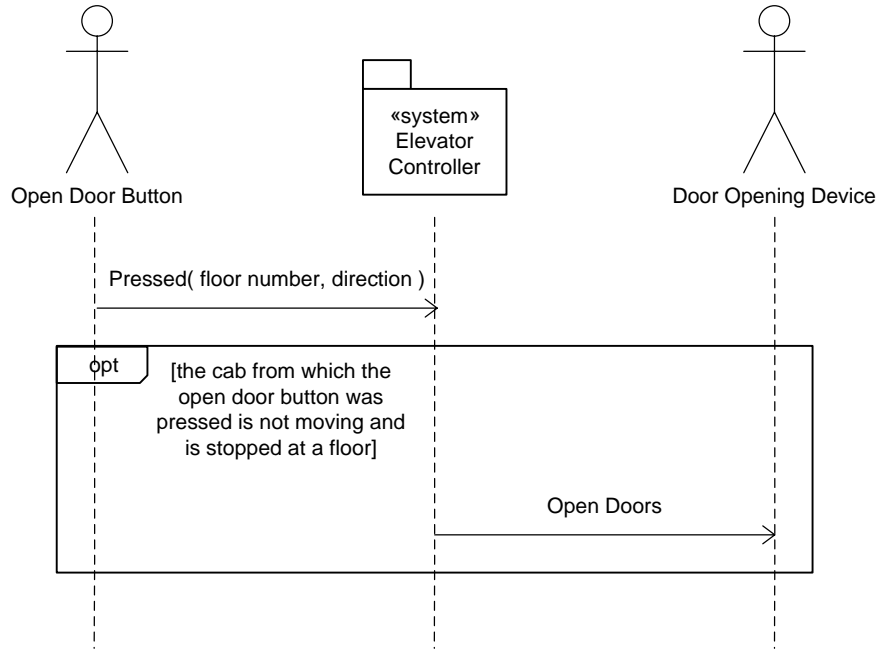 «system»
Elevator
Controller
Open Door Button
Door Opening Device
Pressed( floor number, direction )
opt
[the cab from which the
open door button was
pressed is not moving and
is stopped at a floor]
Open Doors